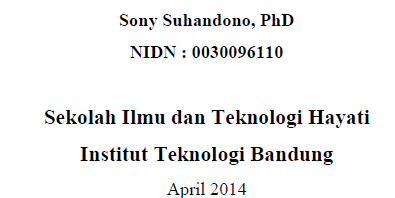 Sony Suhandono, PhD
NIDN : 0030096110
Sekolah Ilmu dan Teknologi Hayati
Institut Teknologi Bandung
April 2014